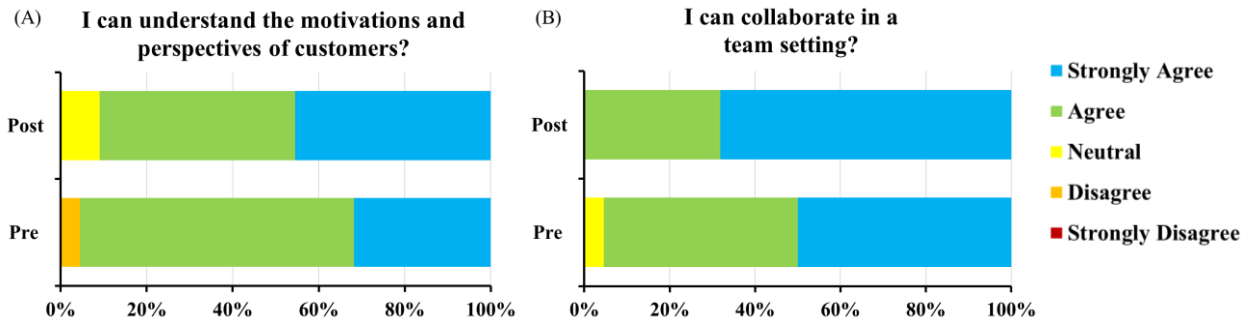 (A)
I can understand the motivations and
perspectives of customers?
Post
Pre
0% 20% 40% 60% 80% 100%
(B)
I can collaborate in a
team setting?
Post
Pre
0% 20% 40% 60% 80% 100%
Strongly Agree
Agree
Neutral
Disagree
Strongly Disagree